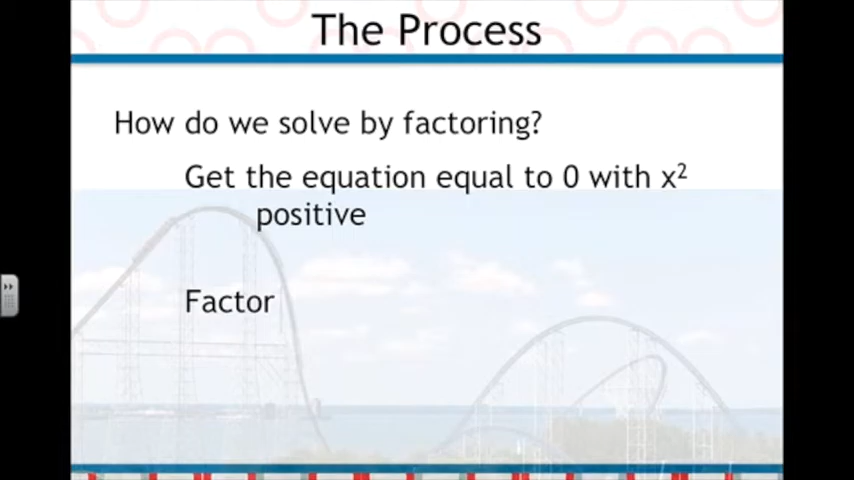 The Process
How do we solve by factoring?
Get the equation equal to 0 with x²
positive
Factor